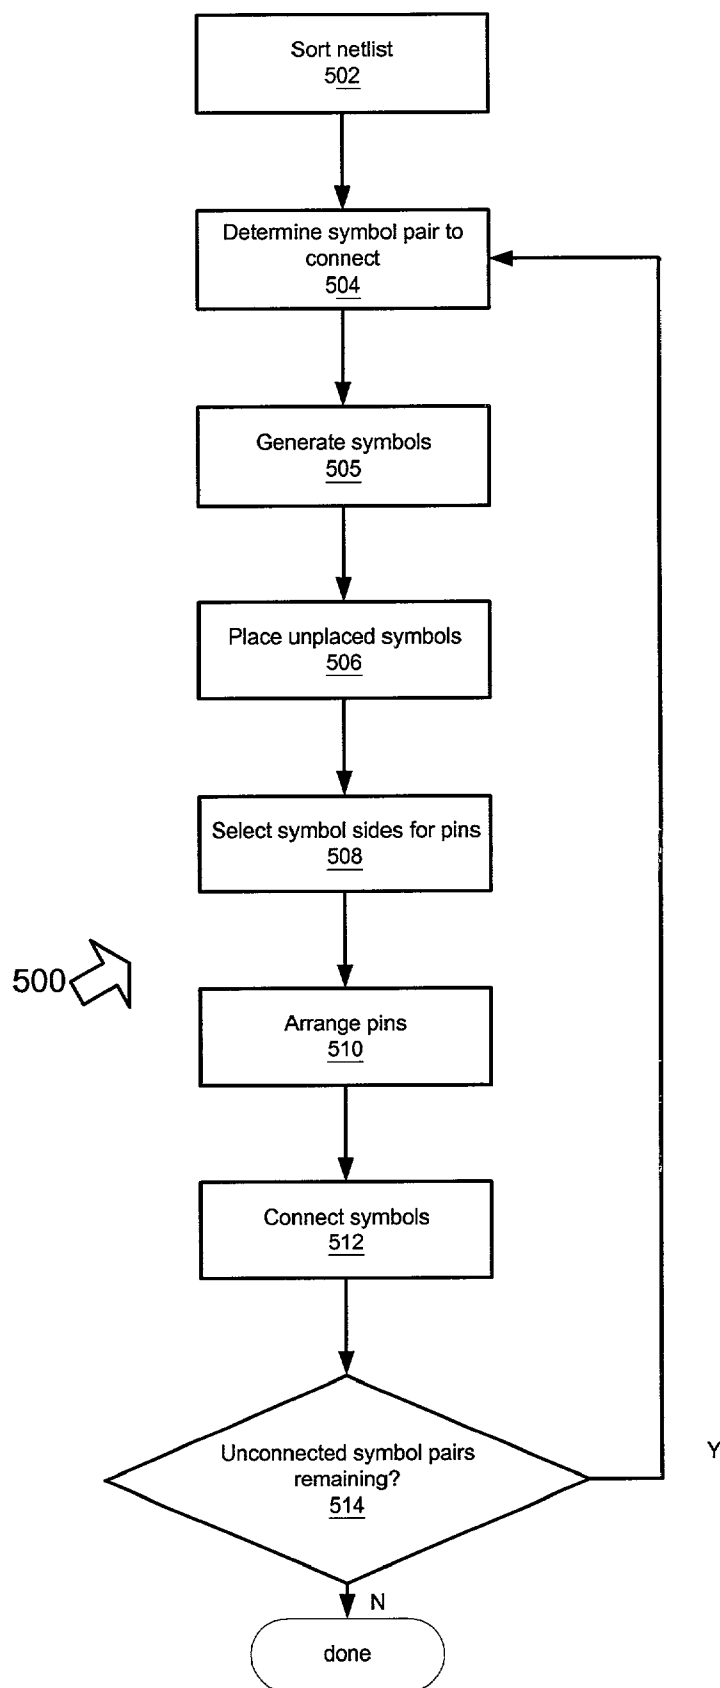 Sort netlist
502
Determine symbol pair to
connect
504
Generate symbols
505
Place unplaced symbols
506
Select symbol sides for pins
508
500
Arrange pins
510
Connect symbols
512
Unconnected symbol pairs
remaining?
514
Y
N
done